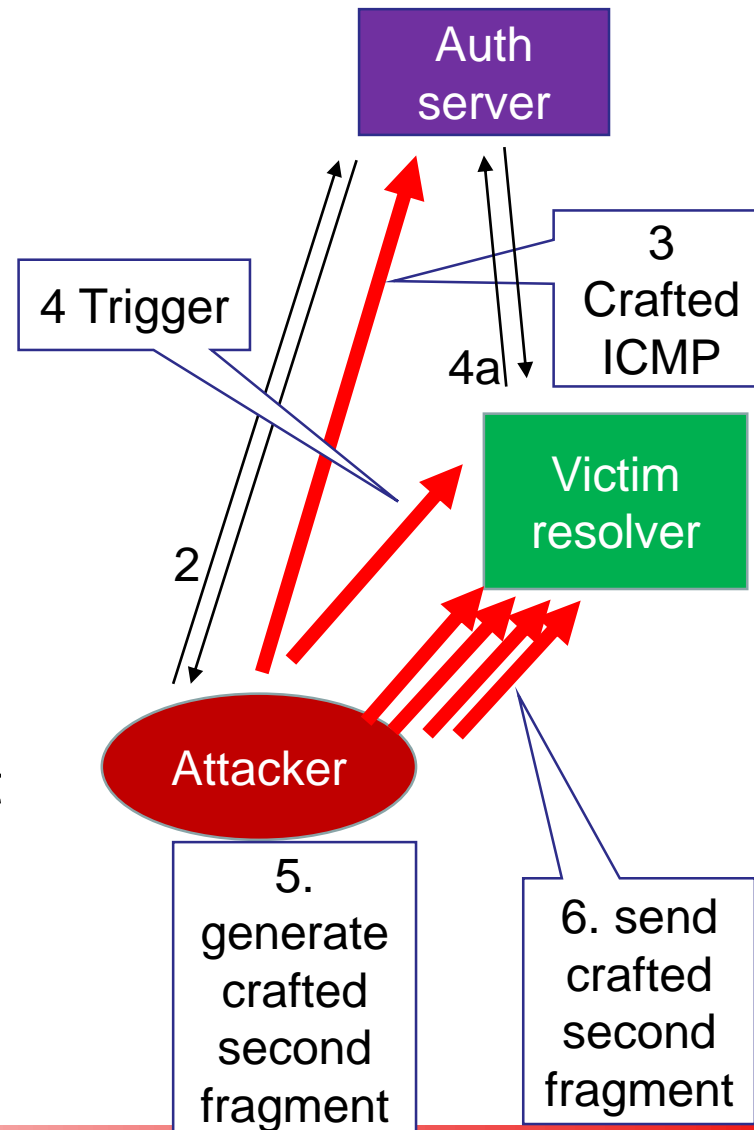 Auth
server
3
Crafted
ICMP
4 Trigger
4a
Victim
resolver
2
Attacker
5.
generate
crafted
second
fragment
6. send
crafted
second
fragment